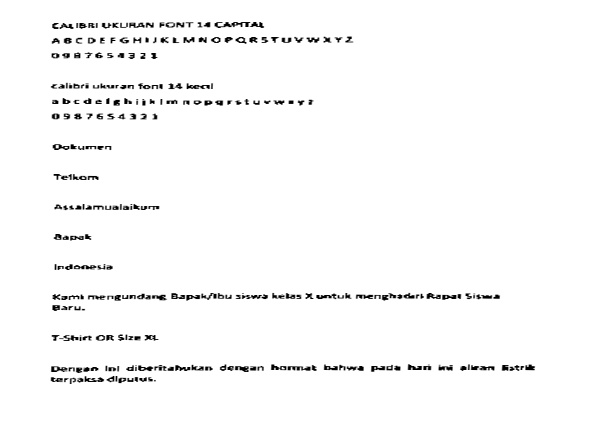 CALIBRI UKURAN FONT 14 CAPITAL
A B C D E F G H I J K L M N O P Q R S T U V W X Y Z
0 9 8 7 6 5 4 3 2 1
calibri ukuran font 14 kecil
a b c d e f g h i j k l m n o p q r s t u v w x y z
0 9 8 7 6 5 4 3 2 1
Dokumen
Telkom
Assalamualaikum
Bapak
Indonesia
Kami mengundang Bapak/Ibu siswa kelas X untuk menghadiri Rapat Siswa
Baru.
T-Shirt OR Size XL
Dengan ini diberitahukan dengan hormat bahwa pada hari ini aliran listrik
terpaksa diputus.